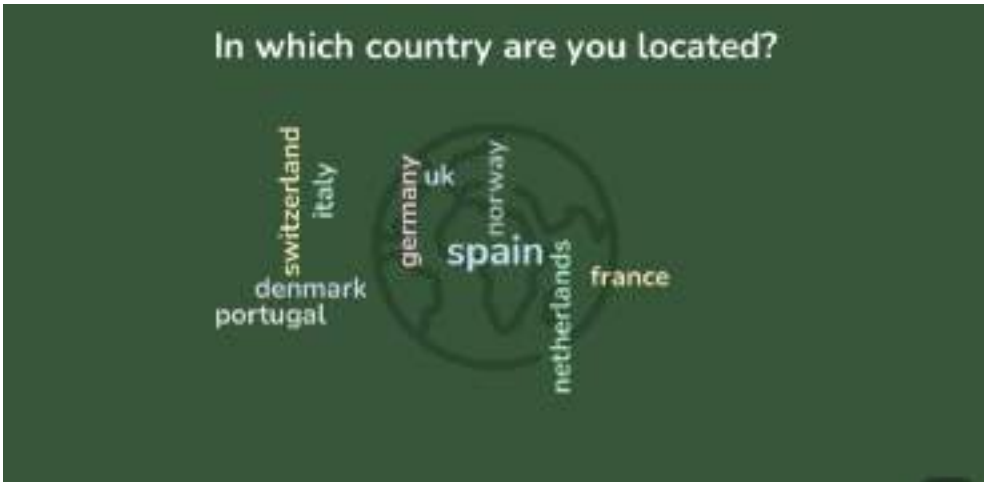 In which country are you located?
switzerland
italy
germany
uk
norway
spain
netherlands
france
denmark
portugal